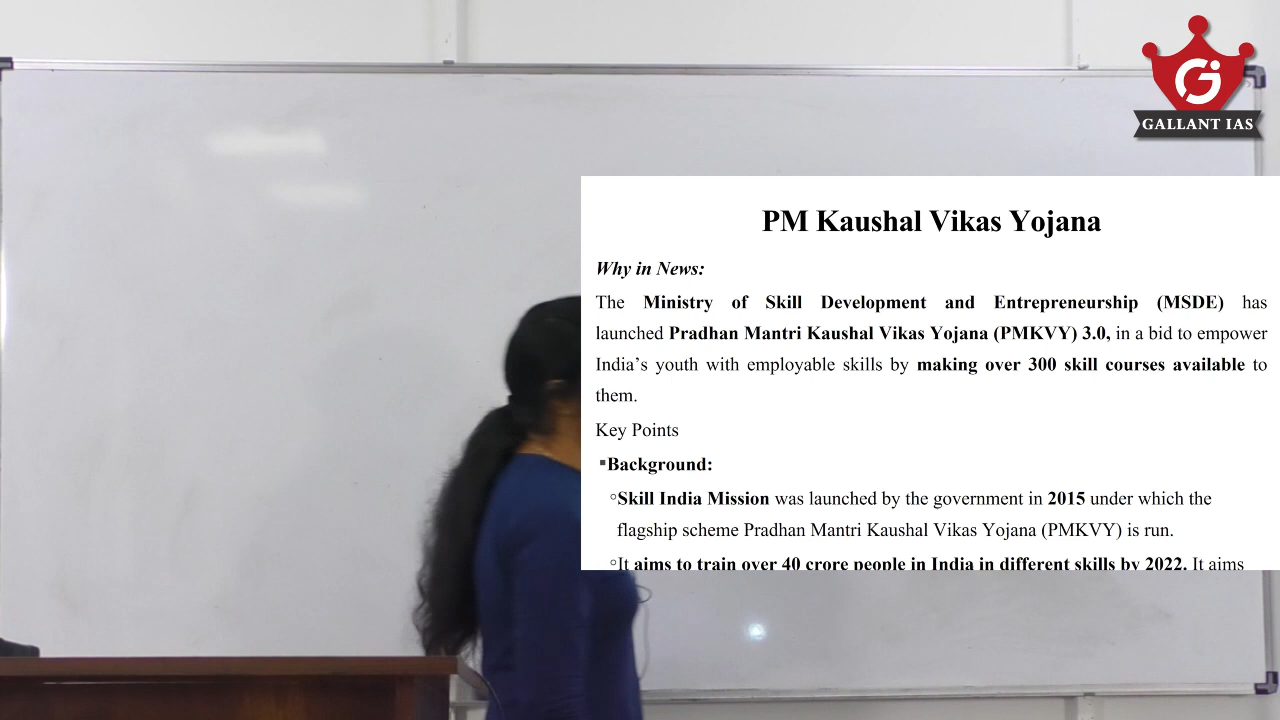 GALLANT IAS
PM Kaushal Vikas Yojana
Why in News:
The Ministry of Skill Development and Entrepreneurship (MSDE) has
launched Pradhan Mantri Kaushal Vikas Yojana (PMKVY) 3.0, in a bid to empower
India’s youth with employable skills by making over 300 skill courses available to
them.
Key Points
▪Background:
○Skill India Mission was launched by the government in 2015 under which the
flagship scheme Pradhan Mantri Kaushal Vikas Yojana (PMKVY) is run.
○It aims to train over 40 crore people in India in different skills by 2022. It aims